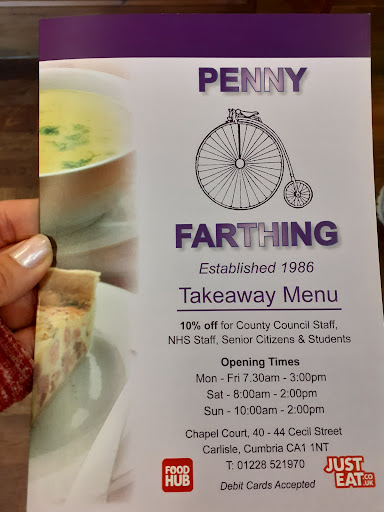 PENNY
FARTHING
Established 1986
Takeaway Menu
10% off for County Council Staff,
NHS Staff, Senior Citizens & Students
Opening Times
Mon - Fri 7.30am - 3:00pm
Sat - 8:00am - 2:00pm
Sun - 10:00am - 2:00pm
Chapel Court, 40 - 44 Cecil Street
Carlisle, Cumbria CA1 1NT
T: 01228 521970
Debit Cards Accepted
FOOD
HUB
JUST
EAT.CO.UK